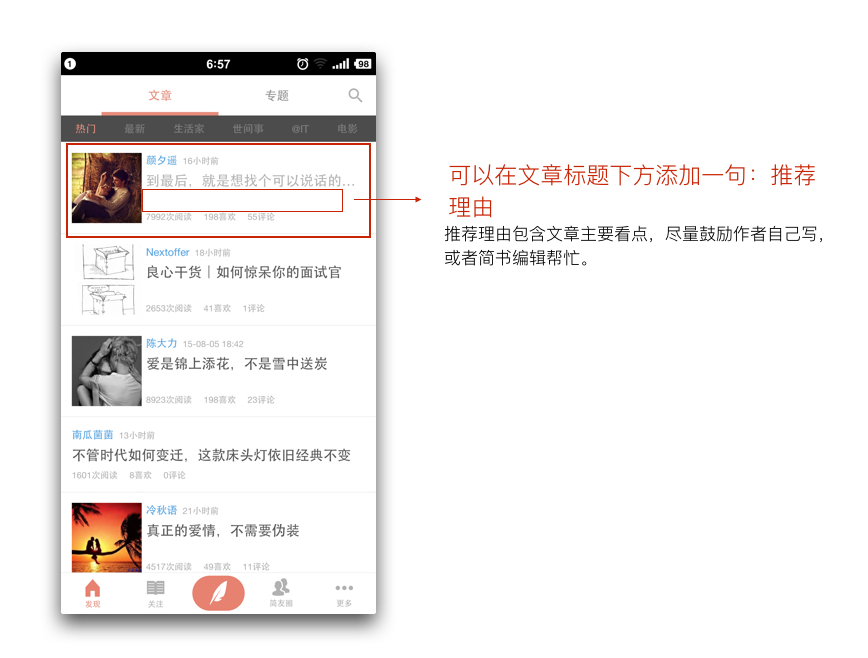 1 6:57 98
文章 专题
热门 最新 生活家 世间事 @IT 电影
颜夕谣 16小时前
到最后，就是想找个可以说话的...
7992次阅读 198喜欢 55评论
Nextoffer 18小时前
良心干货｜如何惊呆你的面试官
2653次阅读 41喜欢 1评论
陈大力 15-08-05 18:42
爱是锦上添花，不是雪中送炭
8923次阅读 198喜欢 23评论
南瓜菌菌 13小时前
不管时代如何变迁，这款床头灯依旧经典不变
1601次阅读 8喜欢 0评论
冷秋语 21小时前
真正的爱情，不需要伪装
4517次阅读 49喜欢 11评论
发现 关注 简友圈 更多
可以在文章标题下方添加一句：推荐
理由
推荐理由包含文章主要看点，尽量鼓励作者自己写，
或者简书编辑帮忙。